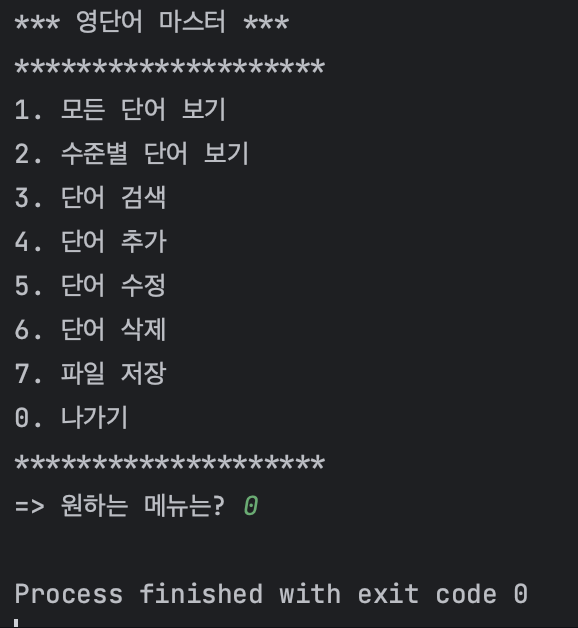 *** 영단어 마스터 ***
********************
1. 모든 단어 보기
2. 수준별 단어 보기
3. 단어 검색
4. 단어 추가
5. 단어 수정
6. 단어 삭제
7. 파일 저장
0. 나가기
********************
=> 원하는 메뉴는? 0
Process finished with exit code 0